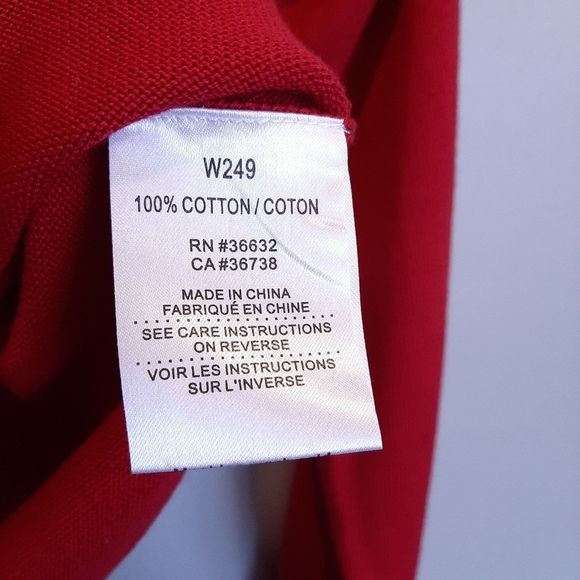 W249
100% COTTON / COTON
RN #36632
CA #36738
MADE IN CHINA
FABRIQUÉ EN CHINE
SEE CARE INSTRUCTIONS
ON REVERSE
VOIR LES INSTRUCTIONS
SUR L'INVERSE